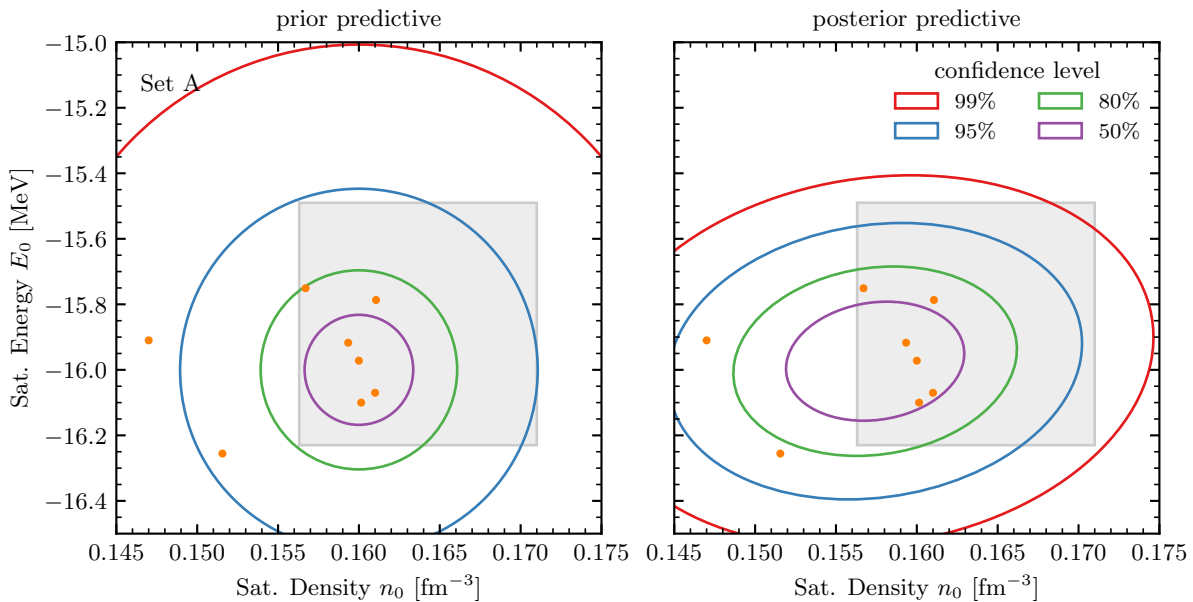 prior predictive
posterior predictive
Set A
confidence level
99%
80%
95%
50%
Sat. Energy E₀ [MeV]
−15.0
−15.2
−15.4
−15.6
−15.8
−16.0
−16.2
−16.4
0.145 0.150 0.155 0.160 0.165 0.170 0.175
0.145 0.150 0.155 0.160 0.165 0.170 0.175
Sat. Density n₀ [fm⁻³]
Sat. Density n₀ [fm⁻³]